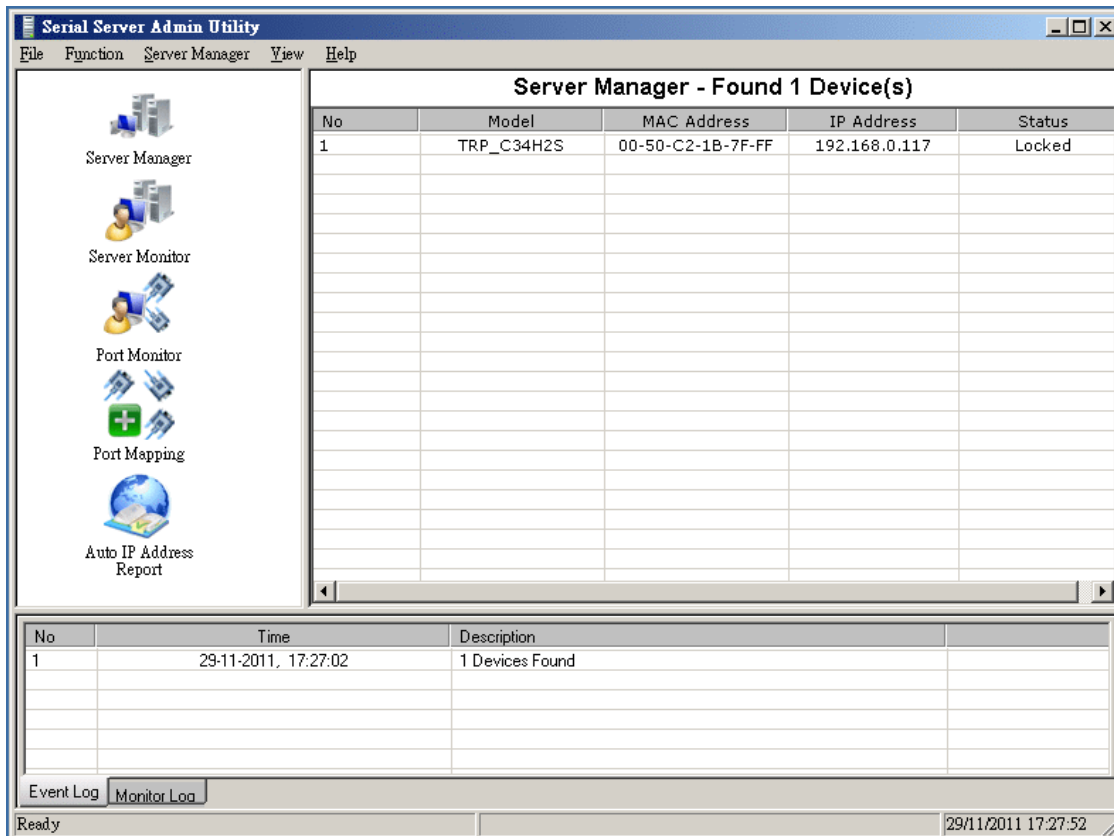 Serial Server Admin Utility
File Function Server Manager View Help
Server Manager
Server Monitor
Port Monitor
Port Mapping
Auto IP Address
Report
Server Manager - Found 1 Device(s)
No Model MAC Address IP Address Status
1 TRP_C34H2S 00-50-C2-1B-7F-FF 192.168.0.117 Locked
No Time Description
1 29-11-2011, 17:27:02 1 Devices Found
Event Log Monitor Log
Ready 29/11/2011 17:27:52